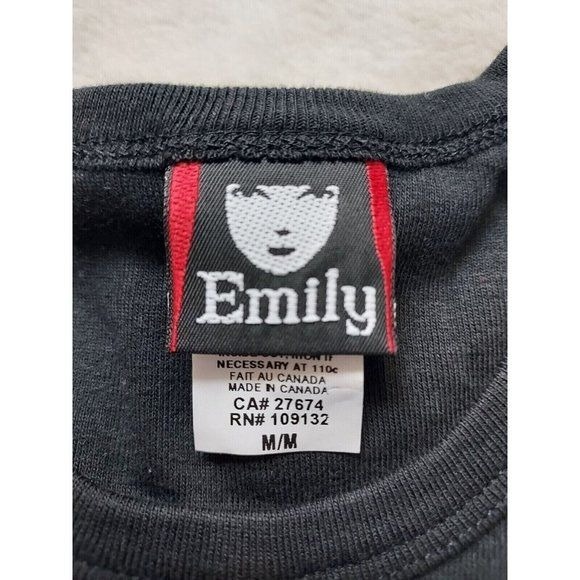 Emily
NECESSARY AT 110c
FAIT AU CANADA
MADE IN CANADA
CA# 27674
RN# 109132
M/M